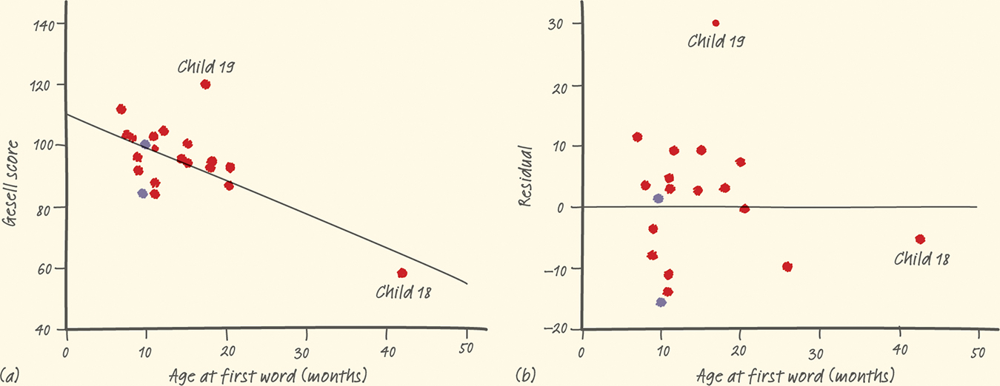 140
120
100
80
60
40
0
10
20
30
40
50
Gesell score
Age at first word (months)
Child 19
Child 18
(a)
30
20
10
0
−10
−20
0
10
20
30
40
50
Residual
Age at first word (months)
Child 19
Child 18
(b)